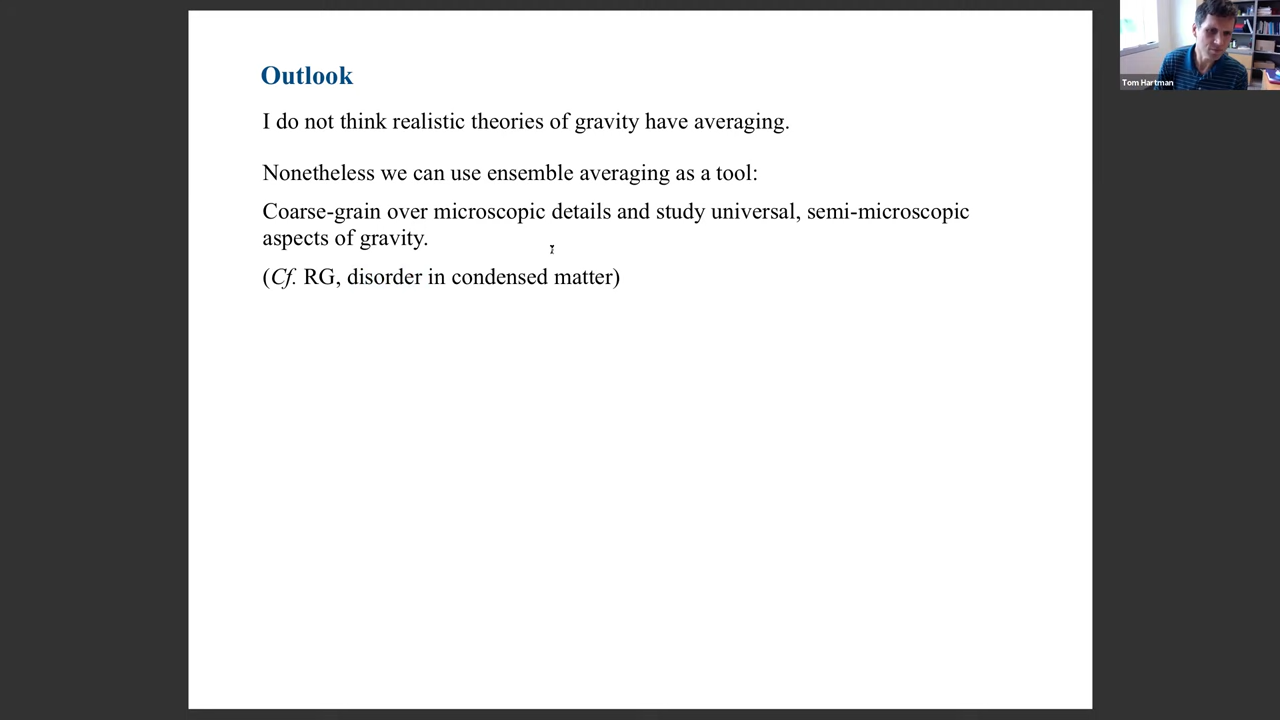 Tom Hartman
Outlook
I do not think realistic theories of gravity have averaging.
Nonetheless we can use ensemble averaging as a tool:
Coarse-grain over microscopic details and study universal, semi-microscopic
aspects of gravity.
(Cf. RG, disorder in condensed matter)